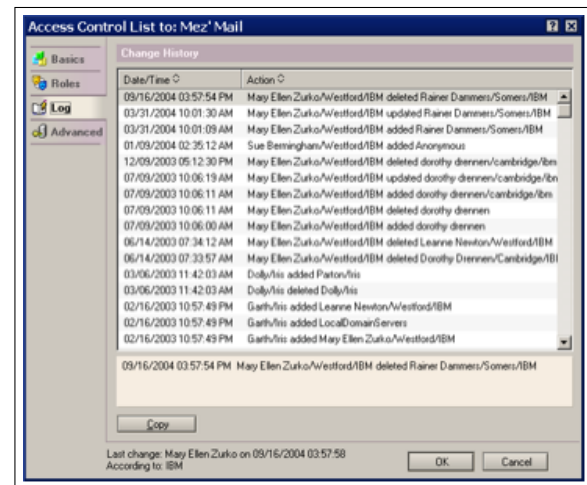 Access Control List to: Mez' Mail
Basics
Roles
Log
Advanced
Change History
Date/Time Action
09/16/2004 03:57:54 PM Mary Ellen Zurko/Westford/IBM deleted Rainer Dammers/Somers/IBM
03/31/2004 10:01:30 AM Mary Ellen Zurko/Westford/IBM updated Rainer Dammers/Somers/IBM
03/31/2004 10:01:09 AM Mary Ellen Zurko/Westford/IBM added Rainer Dammers/Somers/IBM
01/09/2004 02:35:12 AM Sue Bermingham/Westford/IBM added Anonymous
12/09/2003 05:12:30 PM Mary Ellen Zurko/Westford/IBM deleted dorothy drennen/cambridge/ibm
07/09/2003 10:06:19 AM Mary Ellen Zurko/Westford/IBM updated dorothy drennen/cambridge/ibn
07/09/2003 10:06:11 AM Mary Ellen Zurko/Westford/IBM added dorothy drennen/cambridge/ibm
07/09/2003 10:06:11 AM Mary Ellen Zurko/Westford/IBM deleted dorothy drennen
07/09/2003 10:06:00 AM Mary Ellen Zurko/Westford/IBM added dorothy drennen
06/14/2003 07:34:12 AM Mary Ellen Zurko/Westford/IBM deleted Leanne Newton/Westford/IBM
06/14/2003 07:33:57 AM Mary Ellen Zurko/Westford/IBM deleted Dorothy Drennen/Cambridge/IBI
03/06/2003 11:42:03 AM Dolly/Iris added Parton/Iris
03/06/2003 11:42:03 AM Dolly/Iris deleted Dolly/Iris
02/16/2003 10:57:49 PM Garth/Iris added Leanne Newton/Westford/IBM
02/16/2003 10:57:49 PM Garth/Iris added LocalDomainServers
02/16/2003 10:57:49 PM Garth/Iris added Mary Ellen Zurko/Westford/IBM
09/16/2004 03:57:54 PM Mary Ellen Zurko/Westford/IBM deleted Rainer Dammers/Somers/IBM
Copy
Last change: Mary Ellen Zurko on 09/16/2004 03:57:58
According to: IBM
OK
Cancel